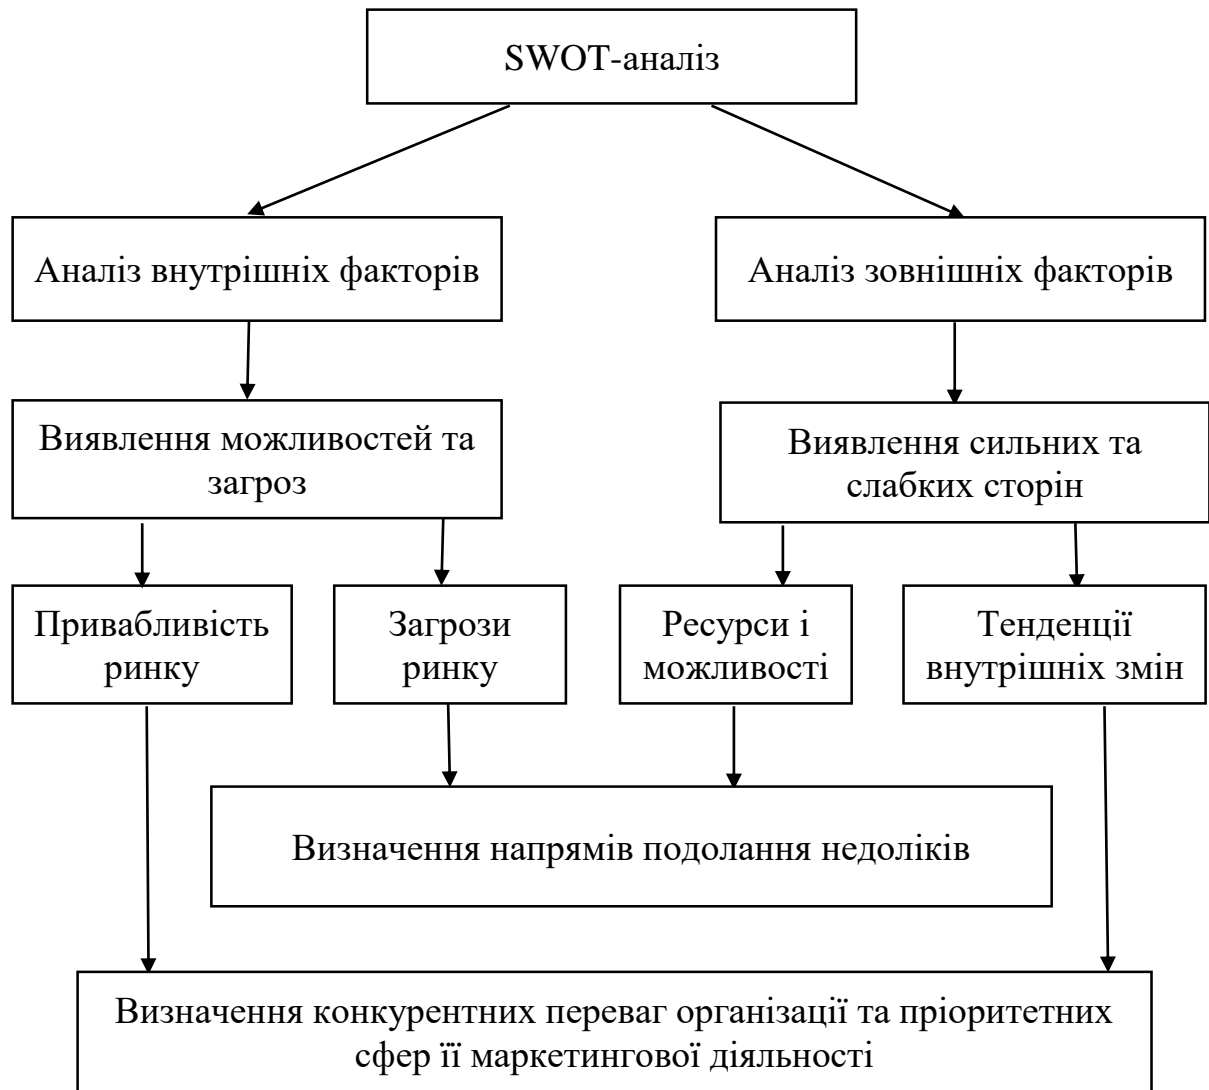 SWOT-аналіз
Аналіз внутрішніх факторів
Аналіз зовнішніх факторів
Виявлення можливостей та
загроз
Виявлення сильних та
слабких сторін
Привабливість
ринку
Загрози
ринку
Ресурси і
можливості
Тенденції
внутрішніх змін
Визначення напрямів подолання недоліків
Визначення конкурентних переваг організації та пріоритетних
сфер її маркетингової діяльності